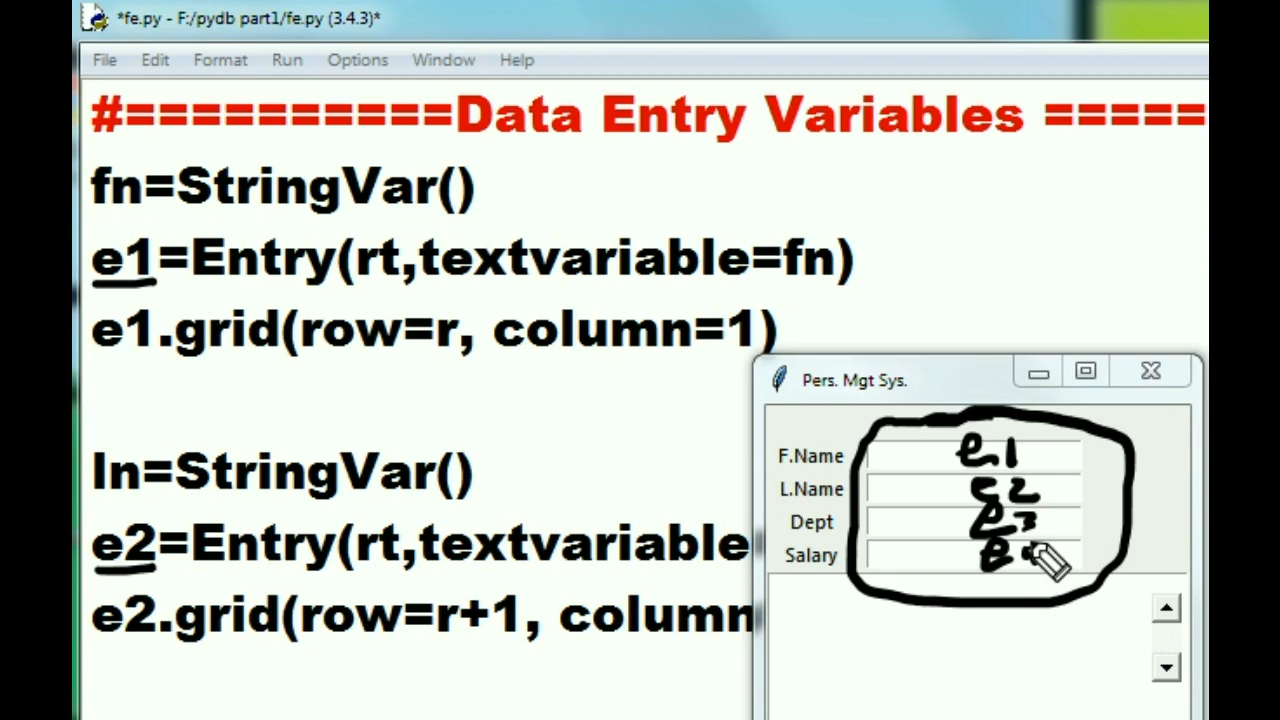 *fe.py - F:/pydb part1/fe.py (3.4.3)*
File Edit Format Run Options Window Help
#==========Data Entry Variables =====
fn=StringVar()
e1=Entry(rt,textvariable=fn)
e1.grid(row=r, column=1)
ln=StringVar()
e2=Entry(rt,textvariable=
e2.grid(row=r+1, column
Pers. Mgt Sys.
F.Name e1
L.Name e2
Dept e3
Salary e